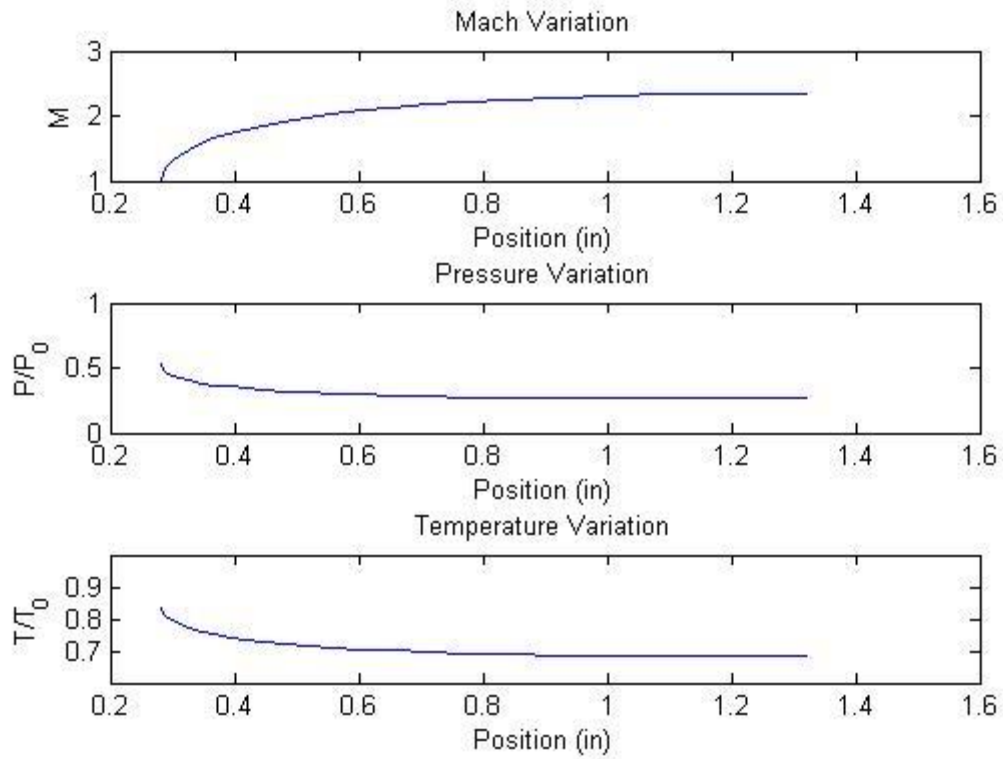 Mach Variation
3
2
1
M
0.2 0.4 0.6 0.8 1 1.2 1.4 1.6
Position (in)
Pressure Variation
1
0.5
0
P/P0
0.2 0.4 0.6 0.8 1 1.2 1.4 1.6
Position (in)
Temperature Variation
0.9
0.8
0.7
T/T0
0.2 0.4 0.6 0.8 1 1.2 1.4 1.6
Position (in)